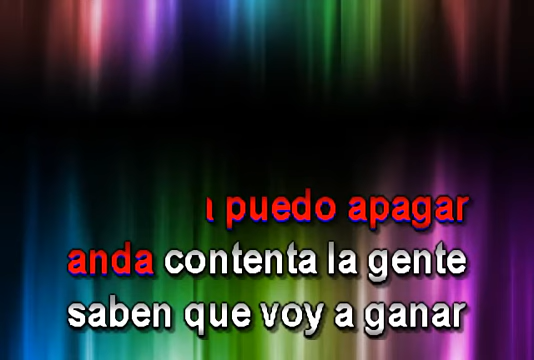 puedo apagar
anda contenta la gente
saben que voy a ganar